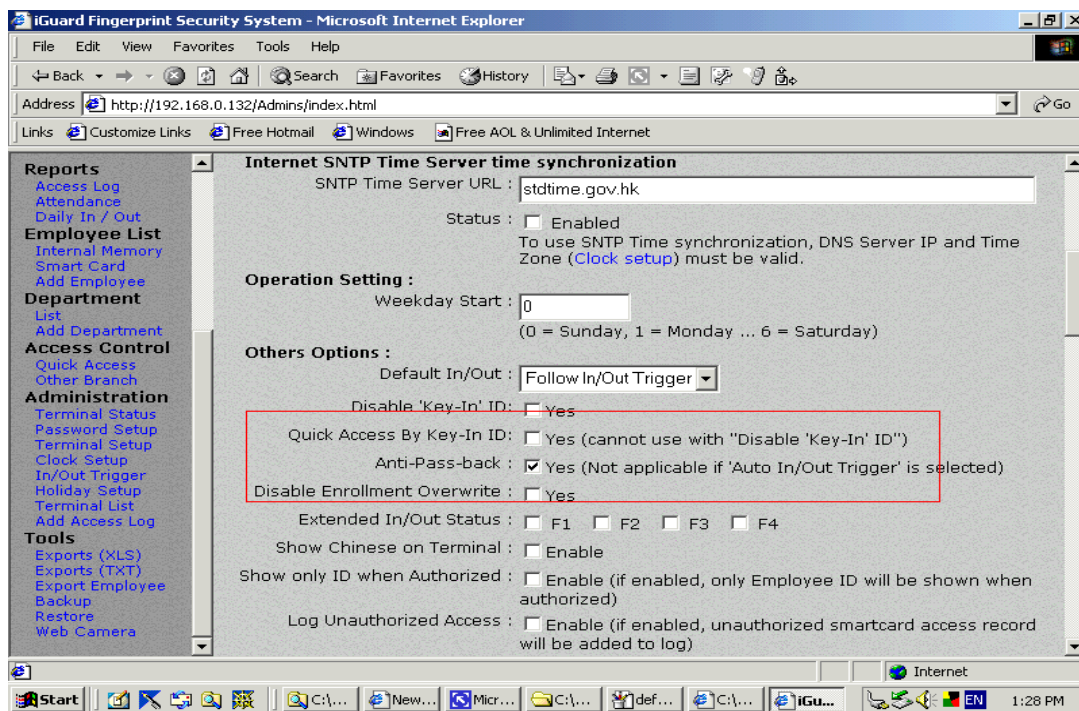 iGuard Fingerprint Security System - Microsoft Internet Explorer
File Edit View Favorites Tools Help
Back Search Favorites History
Address http://192.168.0.132/Admins/index.html Go
Links Customize Links Free Hotmail Windows Free AOL & Unlimited Internet
Reports
Access Log
Attendance
Daily In / Out
Employee List
Internal Memory
Smart Card
Add Employee
Department
List
Add Department
Access Control
Quick Access
Other Branch
Administration
Terminal Status
Password Setup
Terminal Setup
Clock Setup
In/Out Trigger
Holiday Setup
Terminal List
Add Access Log
Tools
Exports (XLS)
Exports (TXT)
Export Employee
Backup
Restore
Web Camera
Internet SNTP Time Server time synchronization
SNTP Time Server URL : stdtime.gov.hk
Status : Enabled
To use SNTP Time synchronization, DNS Server IP and Time
Zone (Clock setup) must be valid.
Operation Setting :
Weekday Start : 0
(0 = Sunday, 1 = Monday ... 6 = Saturday)
Others Options :
Default In/Out : Follow In/Out Trigger
Disable 'Key-In' ID: Yes
Quick Access By Key-In ID: Yes (cannot use with "Disable 'Key-In' ID")
Anti-Pass-back : Yes (Not applicable if 'Auto In/Out Trigger' is selected)
Disable Enrollment Overwrite : Yes
Extended In/Out Status : F1 F2 F3 F4
Show Chinese on Terminal : Enable
Show only ID when Authorized : Enable (if enabled, only Employee ID will be shown when
authorized)
Log Unauthorized Access : Enable (if enabled, unauthorized smartcard access record
will be added to log)
Internet
Start C:\... New... Micr... C:\... def... C:\... iGu... EN 1:28 PM